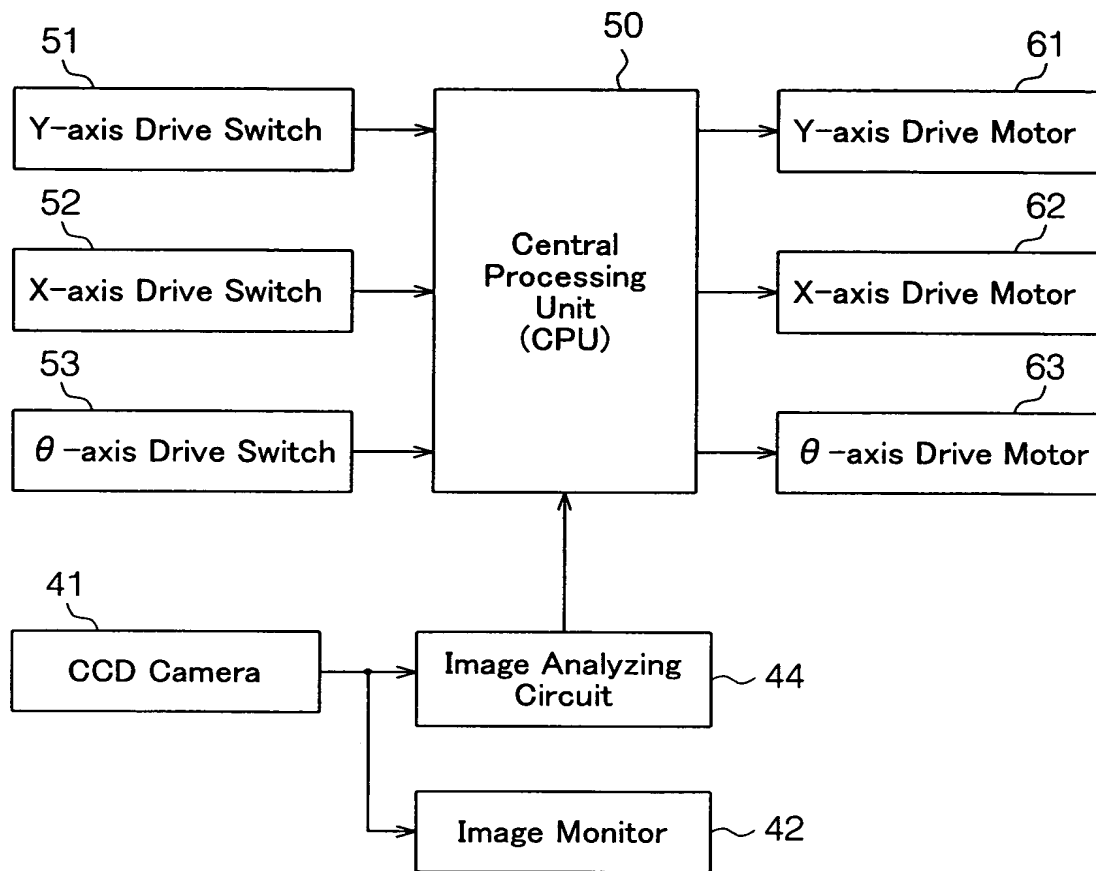 51
50
61
Y-axis Drive Switch
Y-axis Drive Motor
52
62
X-axis Drive Switch
Central
Processing
Unit
(CPU)
X-axis Drive Motor
53
63
θ-axis Drive Switch
θ-axis Drive Motor
41
CCD Camera
Image Analyzing
Circuit
44
Image Monitor
42